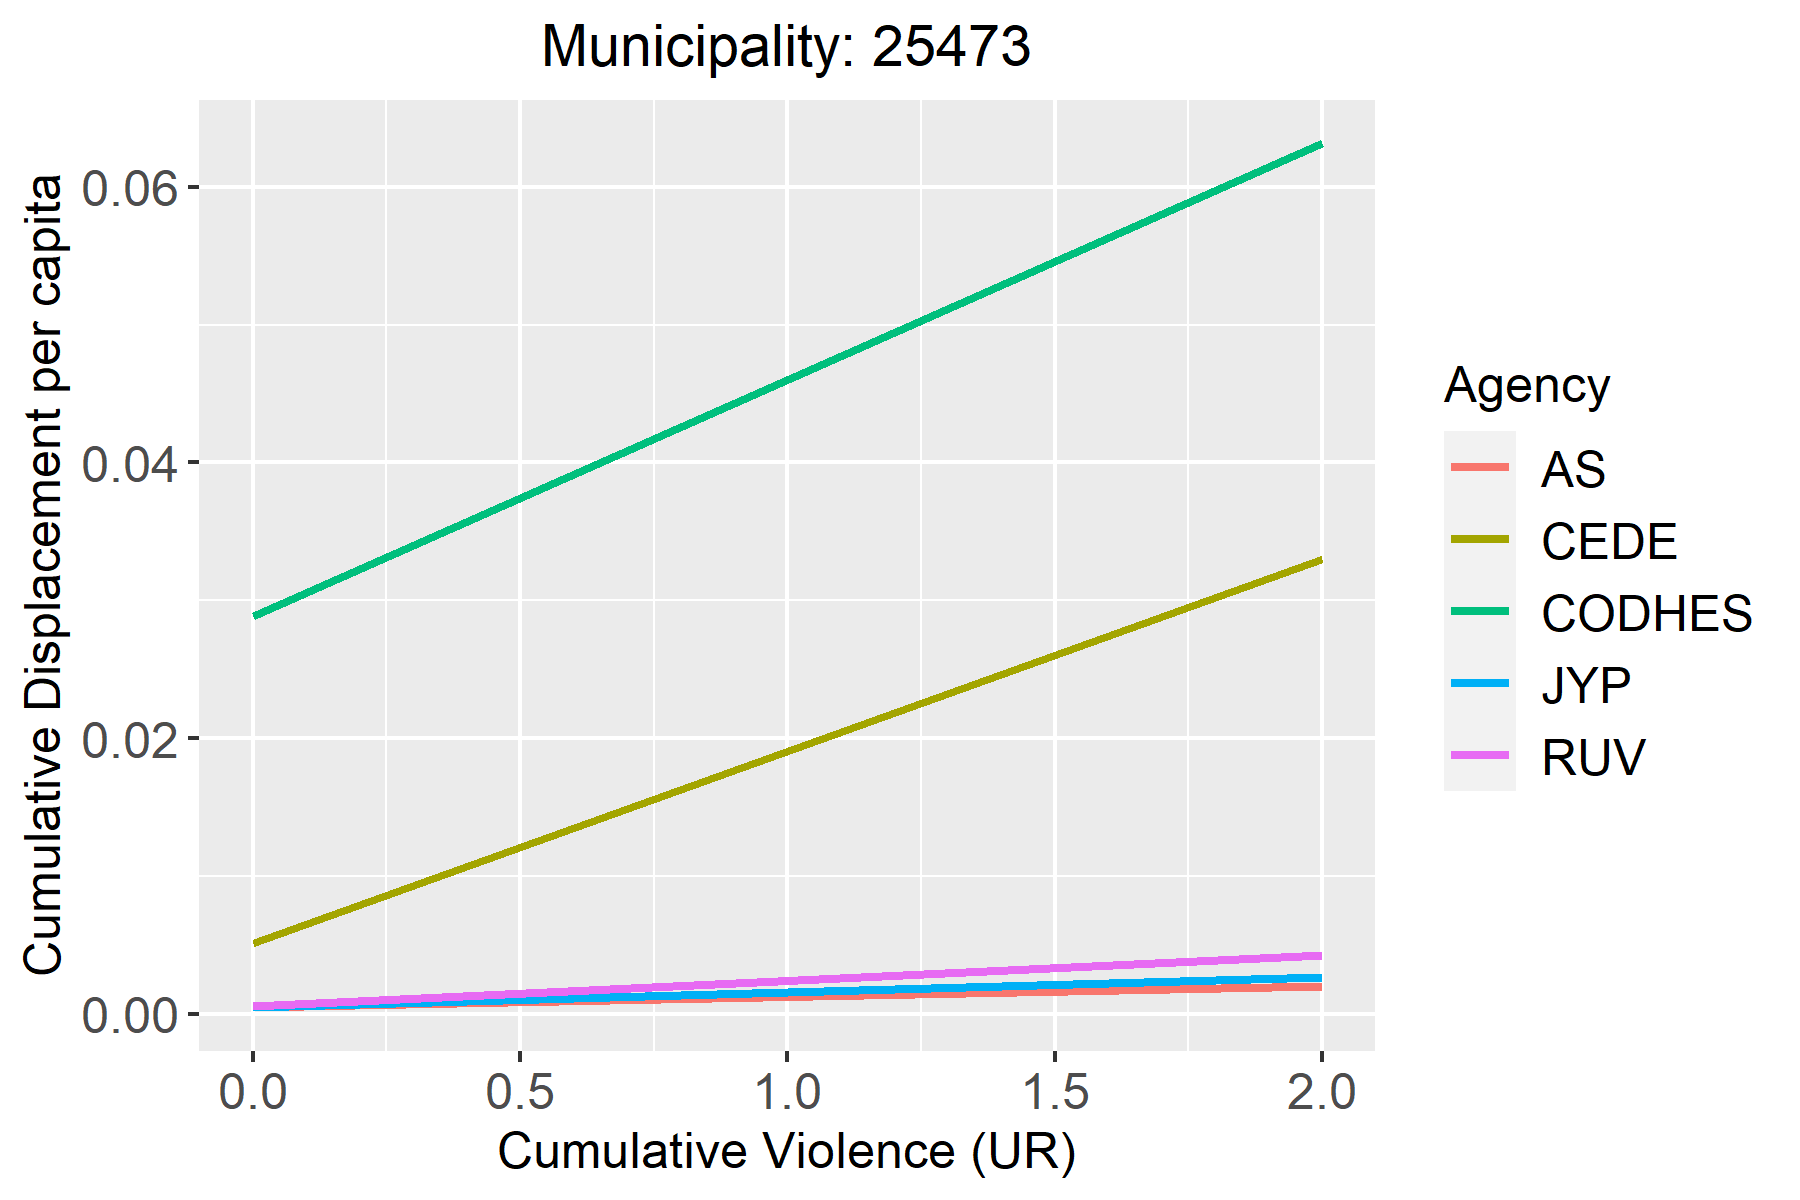 Municipality: 25473
Cumulative Displacement per capita
0.06
0.04
0.02
0.00
0.0 0.5 1.0 1.5 2.0
Cumulative Violence (UR)
Agency
AS
CEDE
CODHES
JYP
RUV